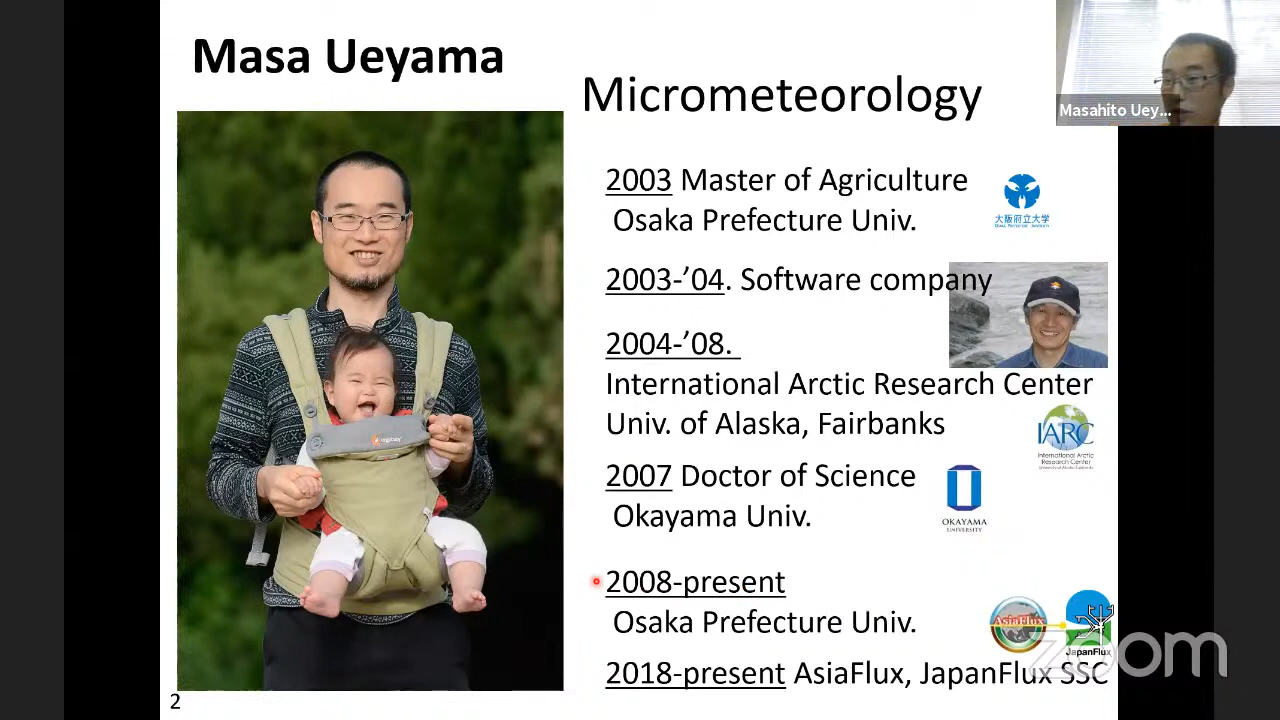 Masa Ueyama
Micrometeorology
Masahito Uey...
2003 Master of Agriculture
Osaka Prefecture Univ.
大阪府立大学
2003-’04. Software company
2004-’08.
International Arctic Research Center
Univ. of Alaska, Fairbanks
IARC
International Arctic
Research Center
2007 Doctor of Science
Okayama Univ.
OKAYAMA
UNIVERSITY
2008-present
Osaka Prefecture Univ.
AsiaFlux
JapanFlux
2018-present AsiaFlux, JapanFlux SSC
zoom
2